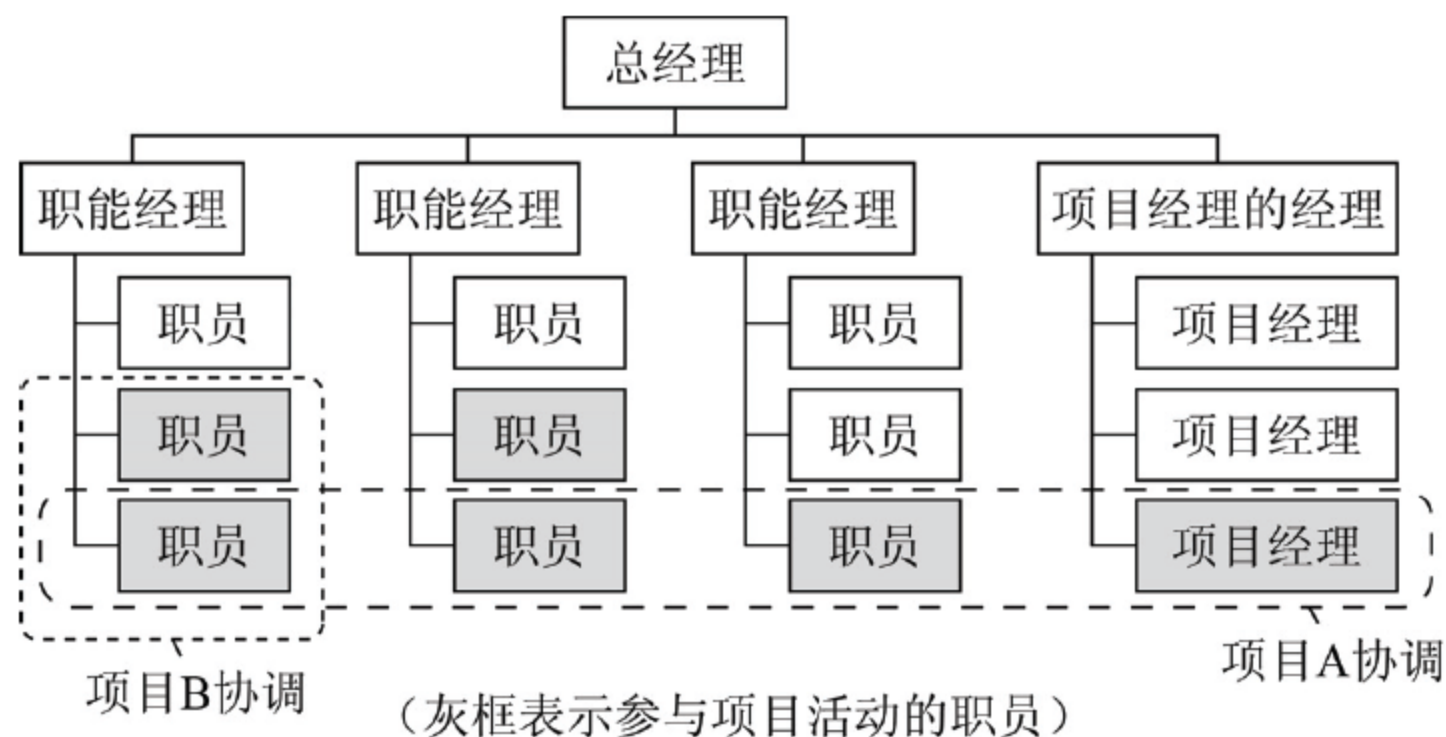 总经理
职能经理 职能经理 职能经理 项目经理的经理
职员 职员 职员 项目经理
职员 职员 职员 项目经理
职员 职员 职员 项目经理
项目B协调
项目A协调
（灰框表示参与项目活动的职员）